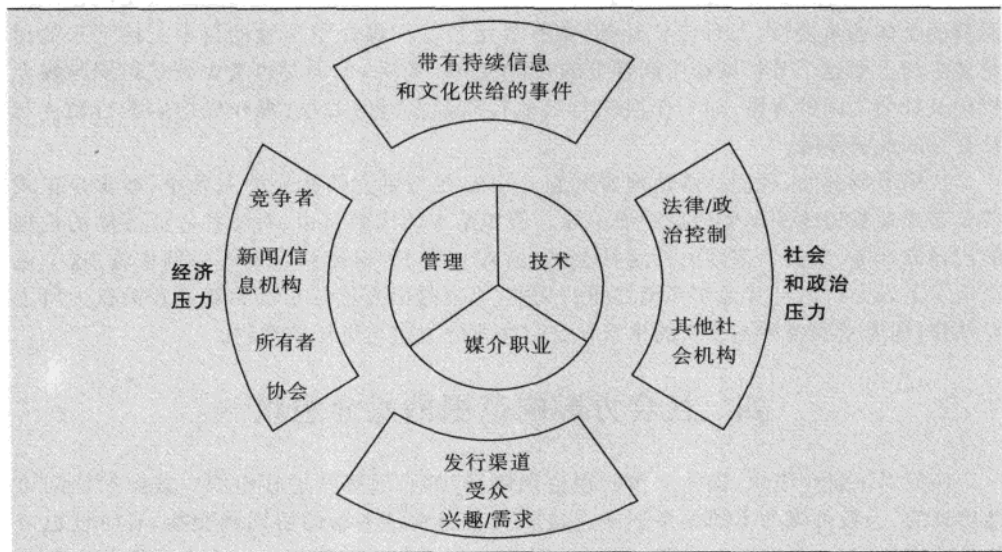 带有持续信息
和文化供给的事件
经济
压力
竞争者
新闻/信
息机构
所有者
协会
管理
技术
媒介职业
法律/政
治控制
其他社
会机构
社会
和政治
压力
发行渠道
受众
兴趣/需求